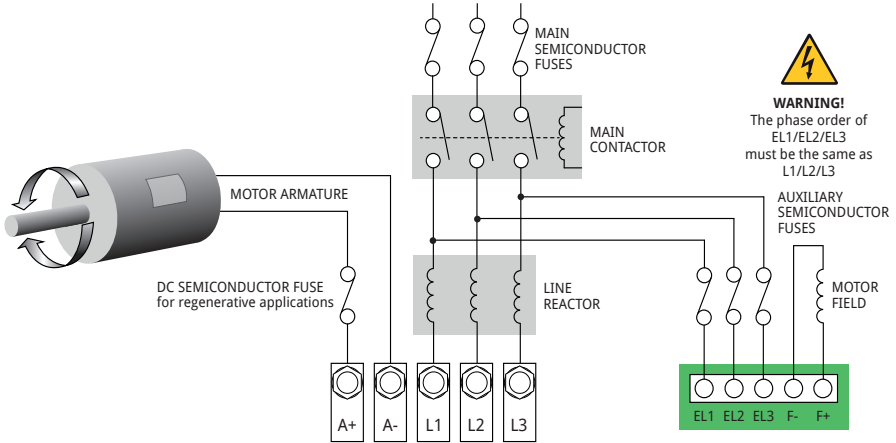 MAIN
SEMICONDUCTOR
FUSES
WARNING!
The phase order of
EL1/EL2/EL3
must be the same as
L1/L2/L3
MAIN
CONTACTOR
MOTOR ARMATURE
AUXILIARY
SEMICONDUCTOR
FUSES
DC SEMICONDUCTOR FUSE
for regenerative applications
LINE
REACTOR
MOTOR
FIELD
A+ A- L1 L2 L3
EL1 EL2 EL3 F- F+